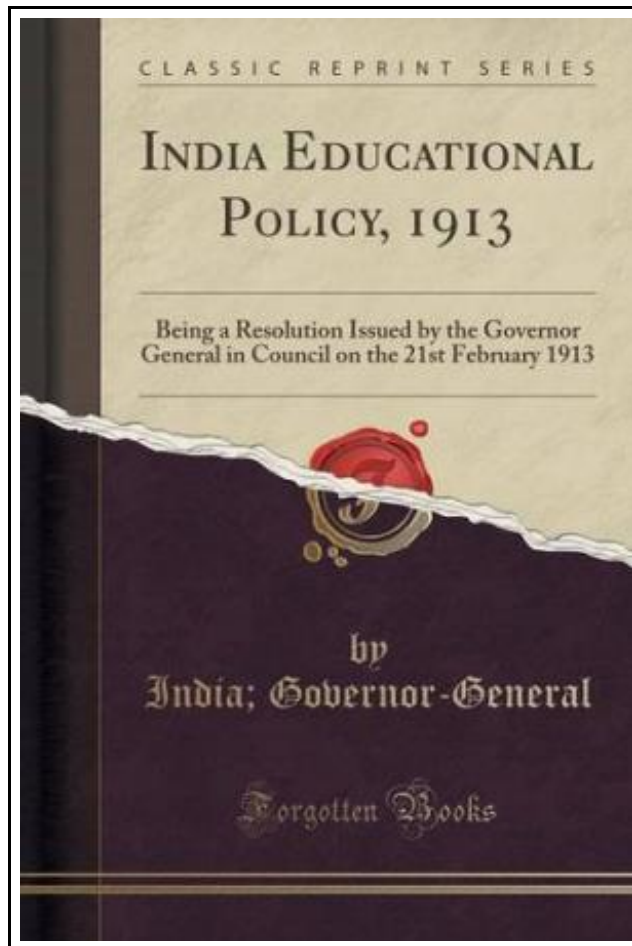 CLASSIC REPRINT SERIES
INDIA EDUCATIONAL
POLICY, 1913
Being a Resolution Issued by the Governor
General in Council on the 21st February 1913
by
India; Governor-General
Forgotten Books